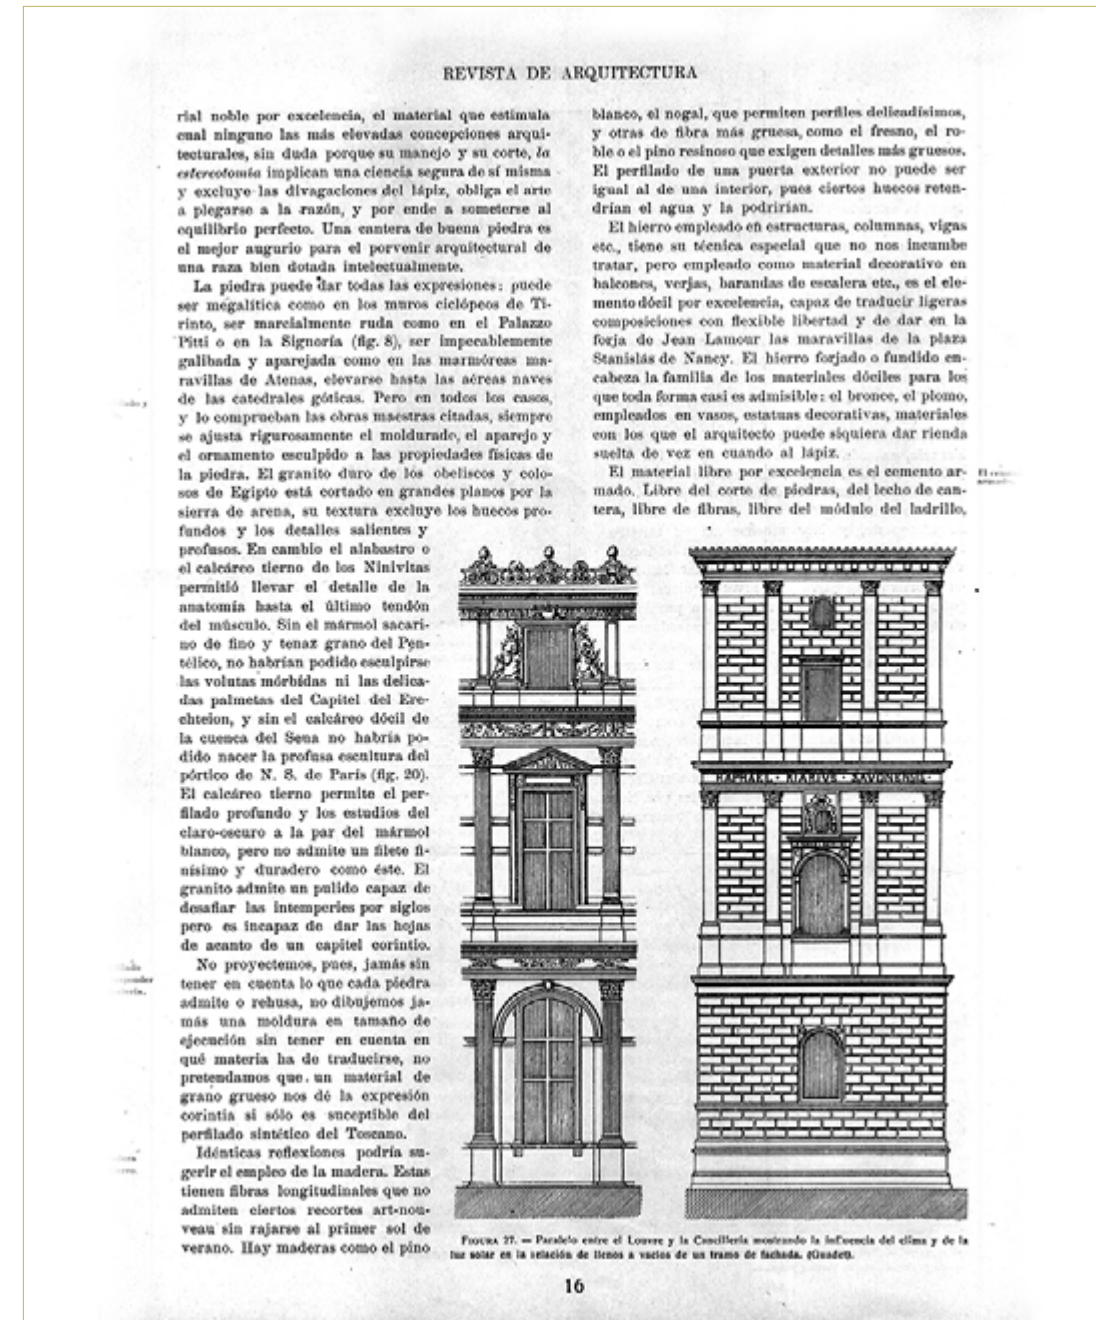 REVISTA DE ARQUITECTURA
rial noble por excelencia, el material que estimula
cual ninguno las más elevadas concepciones arqui-
tecturales, sin duda porque su manejo y su corte, la
estereotomía implican una ciencia segura de sí misma
y excluye las divagaciones del lápiz, obliga el arte
a plegarse a la razón, y por ende a someterse al
equilibrio perfecto. Una cantera de buena piedra es
el mejor augurio para el porvenir arquitectural de
una raza bien dotada intelectualmente.
La piedra puede dar todas las expresiones: puede
ser megalítica como en los muros ciclópeos de Ti-
rinto, ser marcialmente ruda como en el Palazzo
Pitti o en la Signoría (fig. 8), ser impecablemente
galibada y aparejada como en las marmóreas ma-
ravillas de Atenas, elevarse hasta las aéreas naves
de las catedrales góticas. Pero en todos los casos,
y lo comprueban las obras maestras citadas, siempre
se ajusta rigurosamente el moldurado, el aparejo y
el ornamento esculpido a las propiedades físicas de
la piedra. El granito duro de los obeliscos y colo-
sos de Egipto está cortado en grandes planos por la
sierra de arena, su textura excluye los huecos pro-
fundos y los detalles salientes y
profusos. En cambio el alabastro o
el calcáreo tierno de los Ninivitas
permitió llevar el detalle de la
anatomía hasta el último tendón
del músculo. Sin el mármol sacari-
no de fino y tenaz grano del Pen-
télico, no habrían podido esculpirse
las volutas mórbidas ni las delica-
das palmetas del Capitel del Ere-
chteion, y sin el calcáreo dócil de
la cuenca del Sena no habría po-
dido nacer la profusa escultura del
pórtico de N. S. de París (fig. 20).
El calcáreo tierno permite el per-
filado profundo y los estudios del
claro-oscuro a la par del mármol
blanco, pero no admite un filete fi-
nísimo y duradero como éste. El
granito admite un pulido capaz de
desafiar las intemperies por siglos
pero es incapaz de dar las hojas
de acanto de un capitel corintio.
No proyectemos, pues, jamás sin
tener en cuenta lo que cada piedra
admite o rehusa, no dibujemos ja-
más una moldura en tamaño de
ejecución sin tener en cuenta en
qué materia ha de traducirse, no
pretendamos que un material de
grano grueso nos dé la expresión
corintia si sólo es suceptible del
perfilado sintético del Toscano.
Idénticas reflexiones podría su-
gerir el empleo de la madera. Estas
tienen fibras longitudinales que no
admiten ciertos recortes art-nou-
veau sin rajarse al primer sol de
verano. Hay maderas como el pino
blanco, el nogal, que permiten perfiles delicadísimos,
y otras de fibra más gruesa, como el fresno, el ro-
ble o el pino resinoso que exigen detalles más gruesos.
El perfilado de una puerta exterior no puede ser
igual al de una interior, pues ciertos huecos reten-
drían el agua y la podrirían.
El hierro empleado en estructuras, columnas, vigas
etc., tiene su técnica especial que no nos incumbe
tratar, pero empleado como material decorativo en
balcones, verjas, barandas de escalera etc., es el ele-
mento dócil por excelencia, capaz de traducir ligeras
composiciones con flexible libertad y de dar en la
forja de Jean Lamour las maravillas de la plaza
Stanislás de Nancy. El hierro forjado o fundido en-
cabeza la familia de los materiales dóciles para los
que toda forma casi es admisible: el bronce, el plomo,
empleados en vasos, estatuas decorativas, materiales
con los que el arquitecto puede siquiera dar rienda
suelta de vez en cuando al lápiz.
El material libre por excelencia es el cemento ar-
mado. Libre del corte de piedras, del lecho de can-
tera, libre de fibras, libre del módulo del ladrillo,
RAPHAEL · RIARIVS · SAVONENSIS ·
FIGURA 27. — Paralelo entre el Louvre y la Cancillería mostrando la influencia del clima y de la
luz solar en la relación de llenos a vacíos de un tramo de fachada. (Guadet).
16